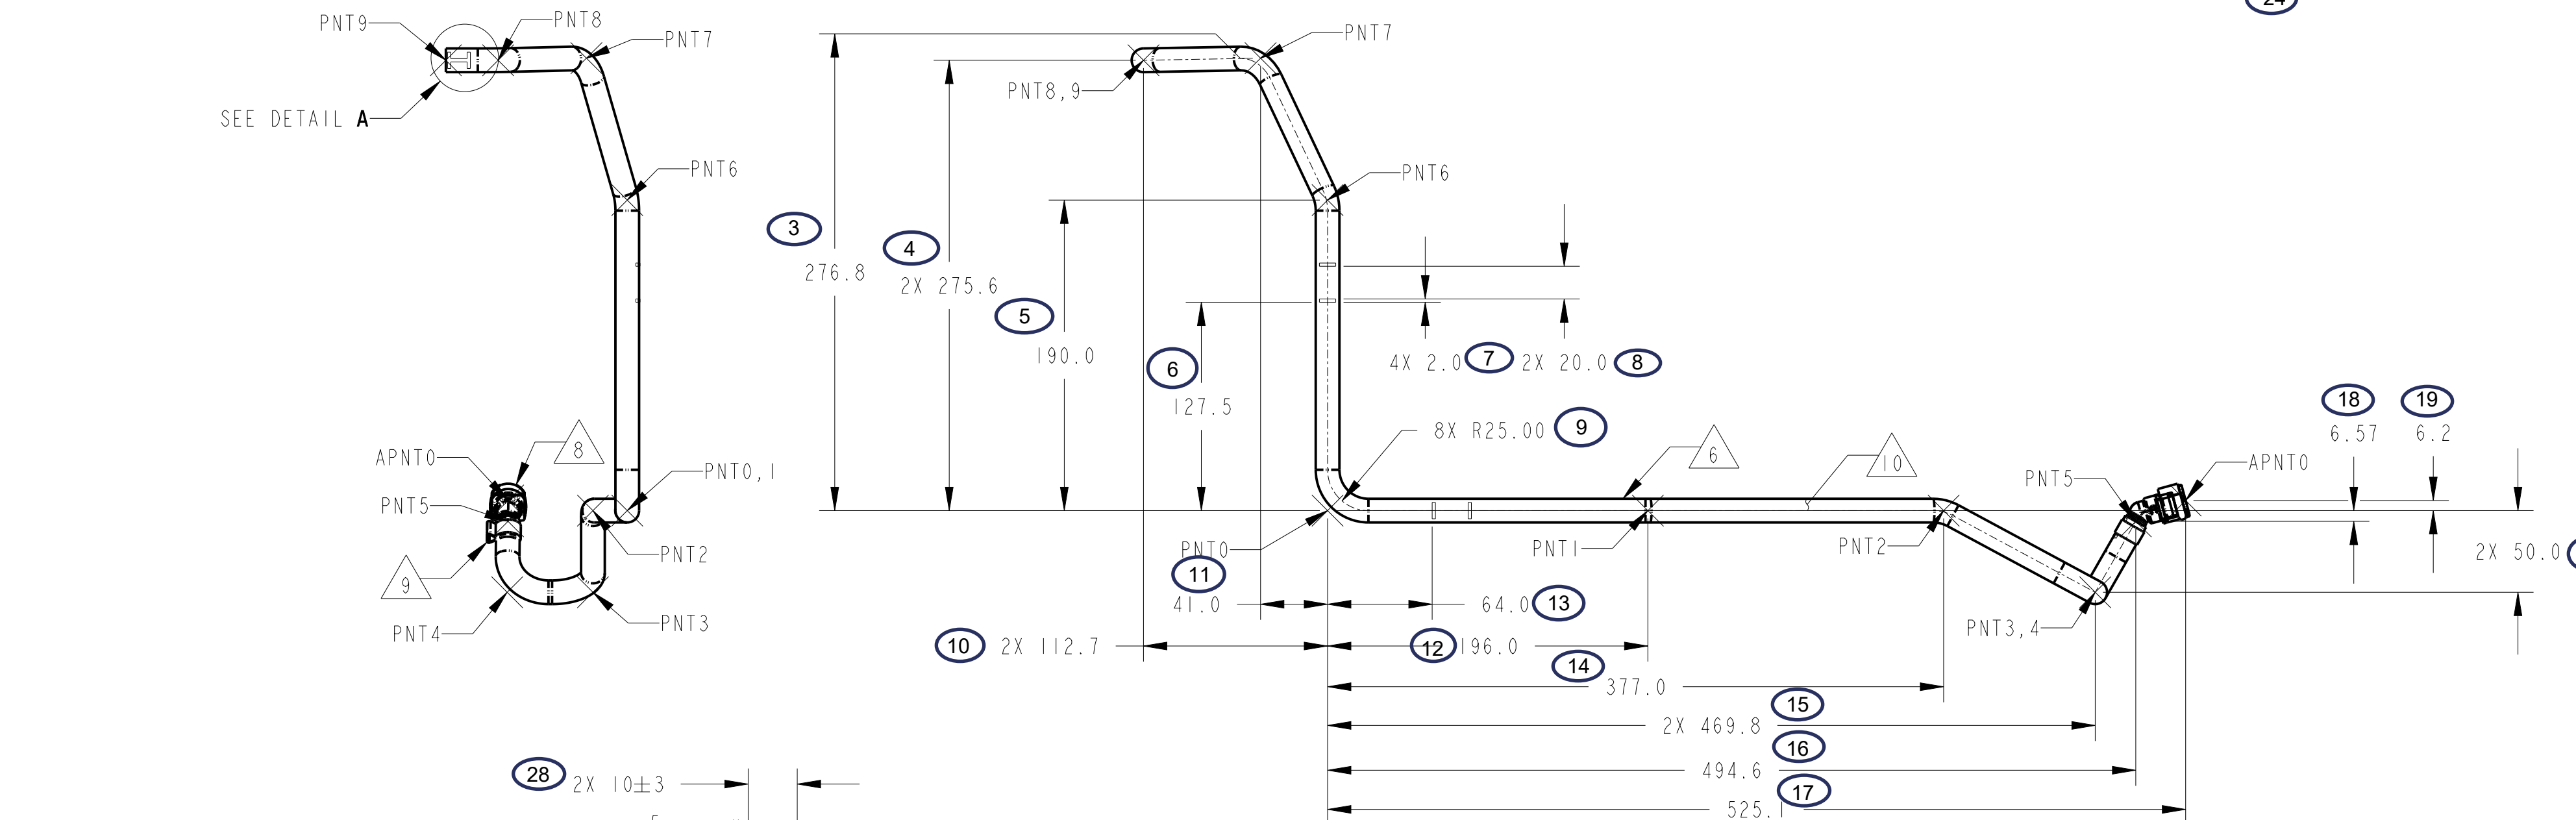 24
PNT9
PNT8
PNT7
SEE DETAIL A
PNT6
APNT0
8
PNT5
PNT0,1
PNT2
9
PNT4
PNT3
28 2X 10±3
PNT7
PNT8,9
PNT6
3
276.8
4
2X 275.6
5
190.0
6
127.5
4X 2.0 7 2X 20.0 8
8X R25.00 9
6
10
18
6.57
19
6.2
PNT5
APNT0
PNT0
PNT1
PNT2
2X 50.0
11
41.0
64.0 13
PNT3,4
10 2X 112.7
12 196.0
14
377.0
15
2X 469.8
16
494.6
17
525.1